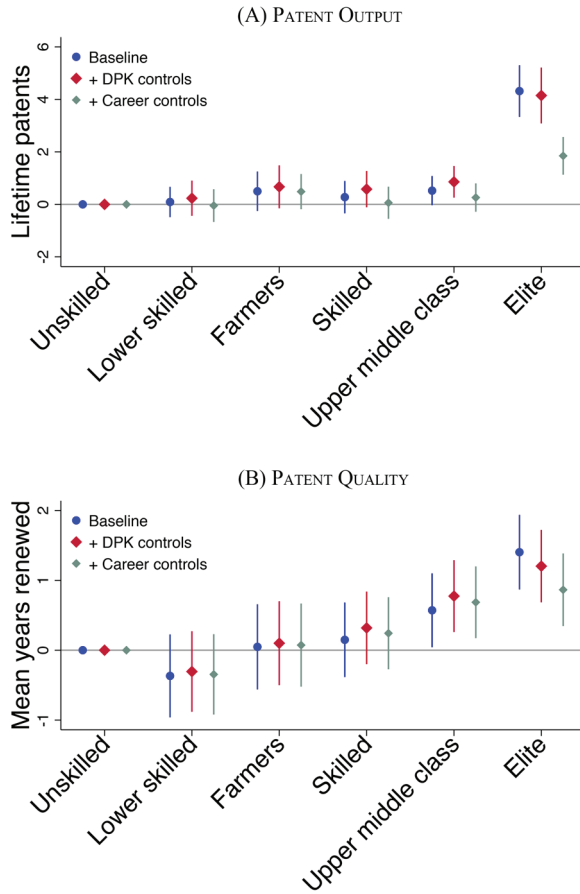 (A) PATENT OUTPUT
Lifetime patents
6
4
2
0
-2
Baseline
+ DPK controls
+ Career controls
Unskilled
Lower skilled
Farmers
Skilled
Upper middle class
Elite
(B) PATENT QUALITY
Mean years renewed
2
1
0
-1
Baseline
+ DPK controls
+ Career controls
Unskilled
Lower skilled
Farmers
Skilled
Upper middle class
Elite